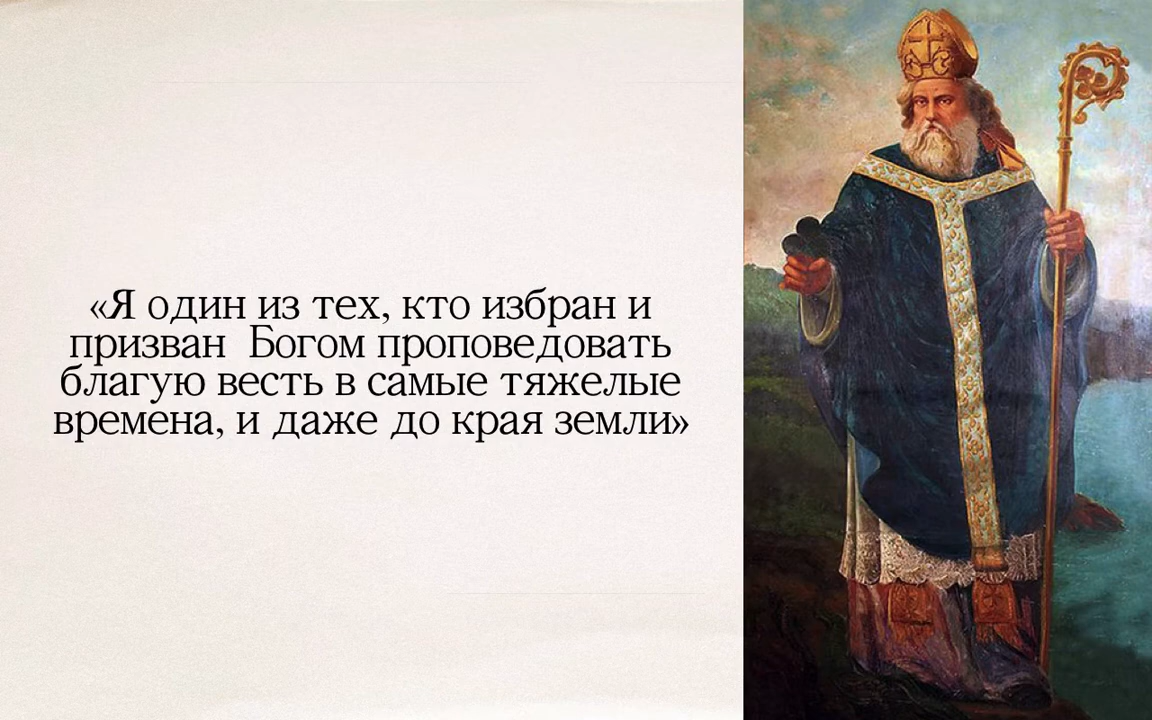 «Я один из тех, кто избран и
призван  Богом проповедовать
благую весть в самые тяжелые
времена, и даже до края земли»